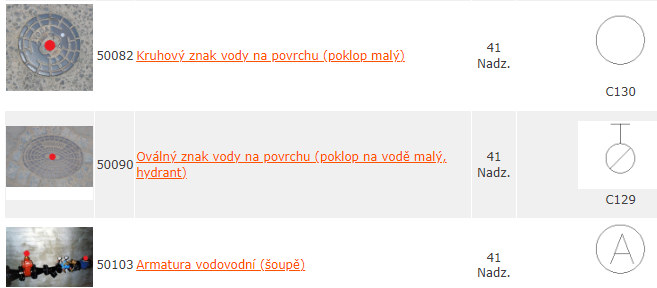 50082 Kruhový znak vody na povrchu (poklop malý) 41
Nadz.
C130
50090 Oválný znak vody na povrchu (poklop na vodě malý,
hydrant) 41
Nadz.
C129
50103 Armatura vodovodní (šoupě) 41
Nadz.
A